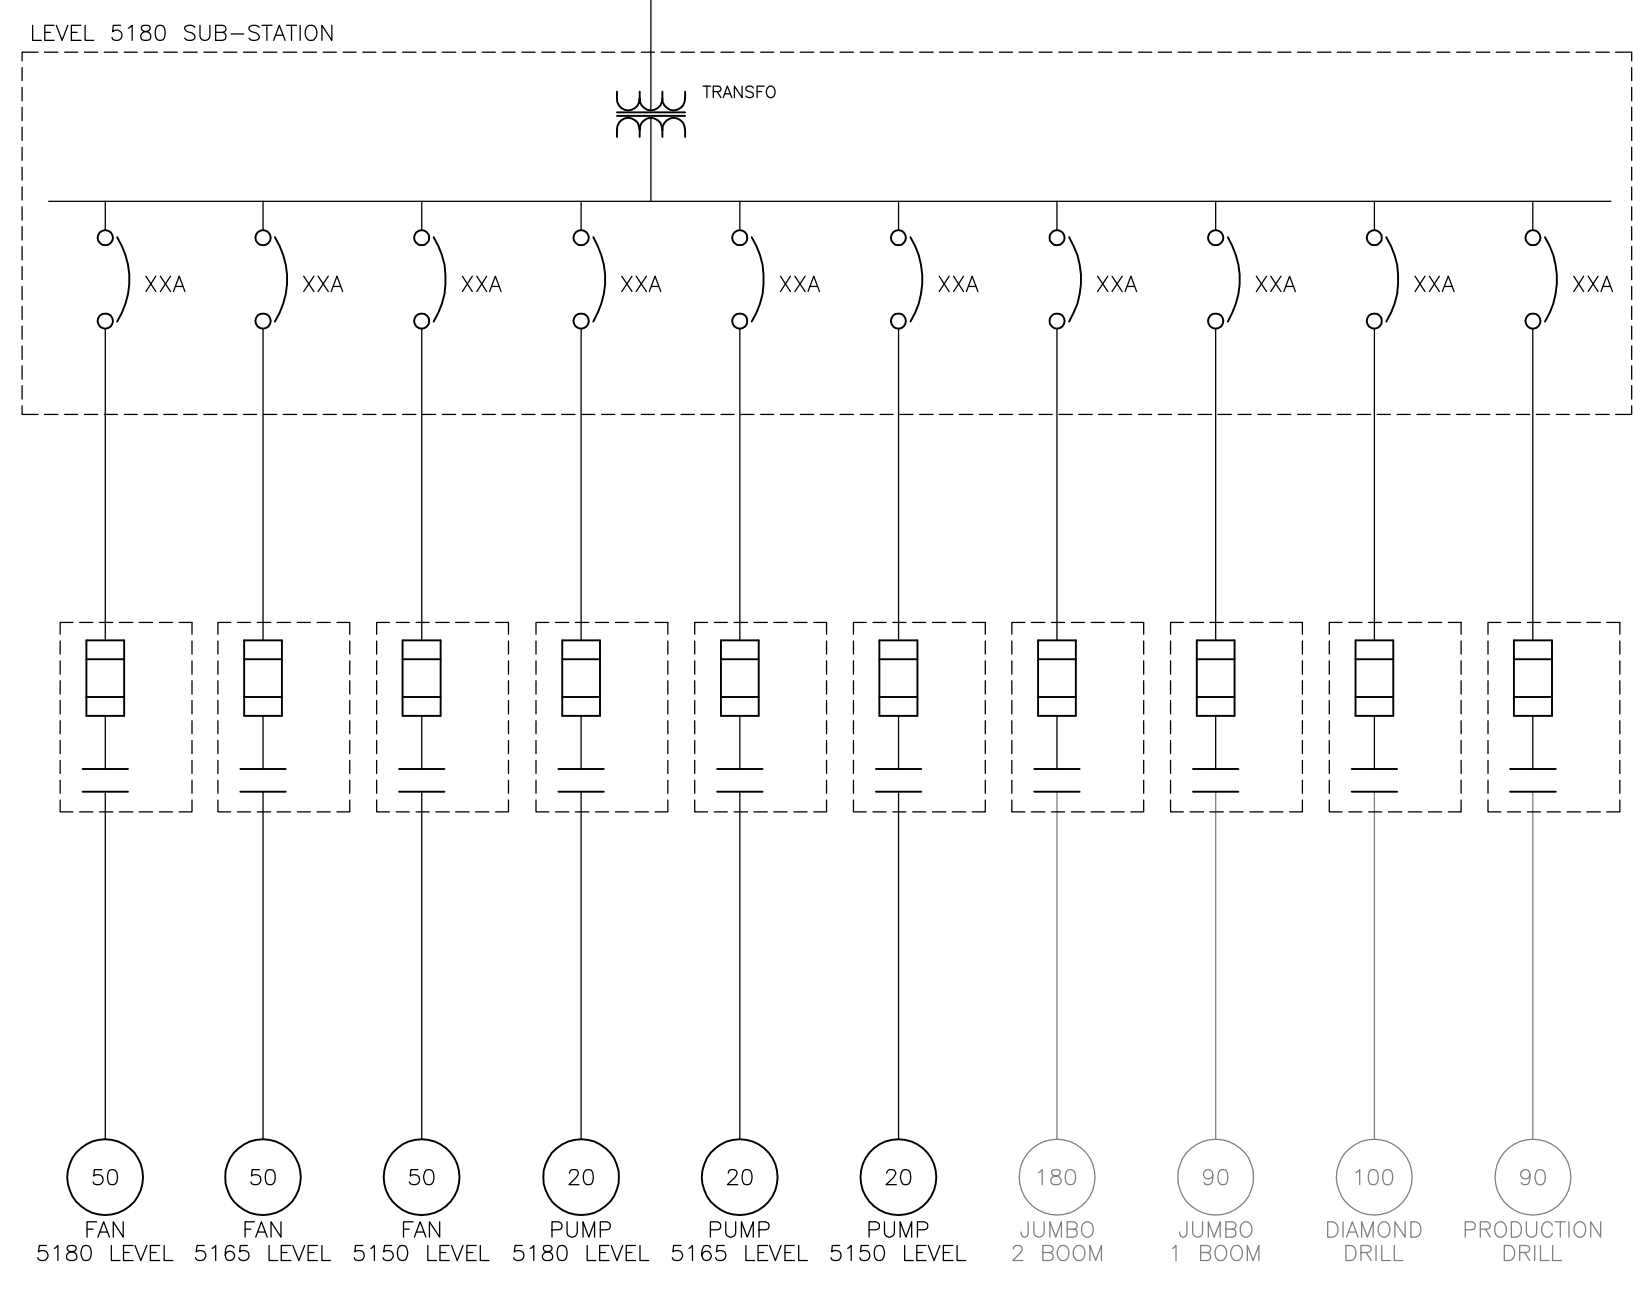 LEVEL 5180 SUB-STATION
TRANSFO
XXA XXA XXA XXA XXA XXA XXA XXA XXA XXA
50 50 50 20 20 20 180 90 100 90
FAN FAN FAN PUMP PUMP PUMP JUMBO JUMBO DIAMOND PRODUCTION
5180 LEVEL 5165 LEVEL 5150 LEVEL 5180 LEVEL 5165 LEVEL 5150 LEVEL 2 BOOM 1 BOOM DRILL DRILL